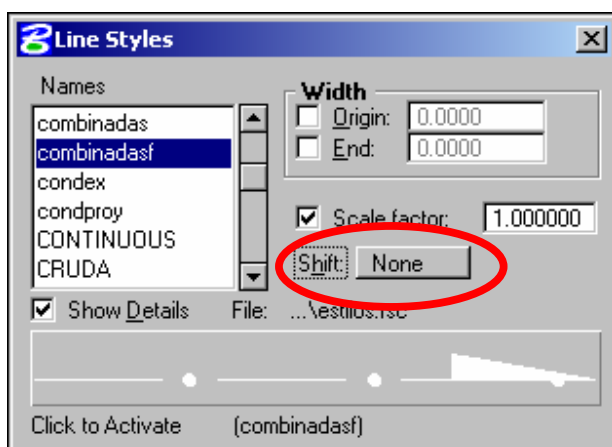 Line Styles
Names
combinadas
combinadasf
condex
condproy
CONTINUOUS
CRUDA
Width
Origin: 0.0000
End: 0.0000
Scale factor: 1.000000
Shift: None
Show Details File: ...\estilos.rsc
Click to Activate (combinadasf)